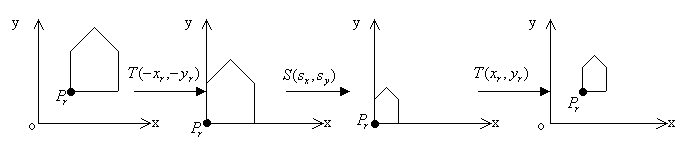 y
P_r
o
x
T(-x_r,-y_r)
y
P_r
x
S(s_x,s_y)
y
P_r
x
T(x_r,y_r)
y
P_r
o
x